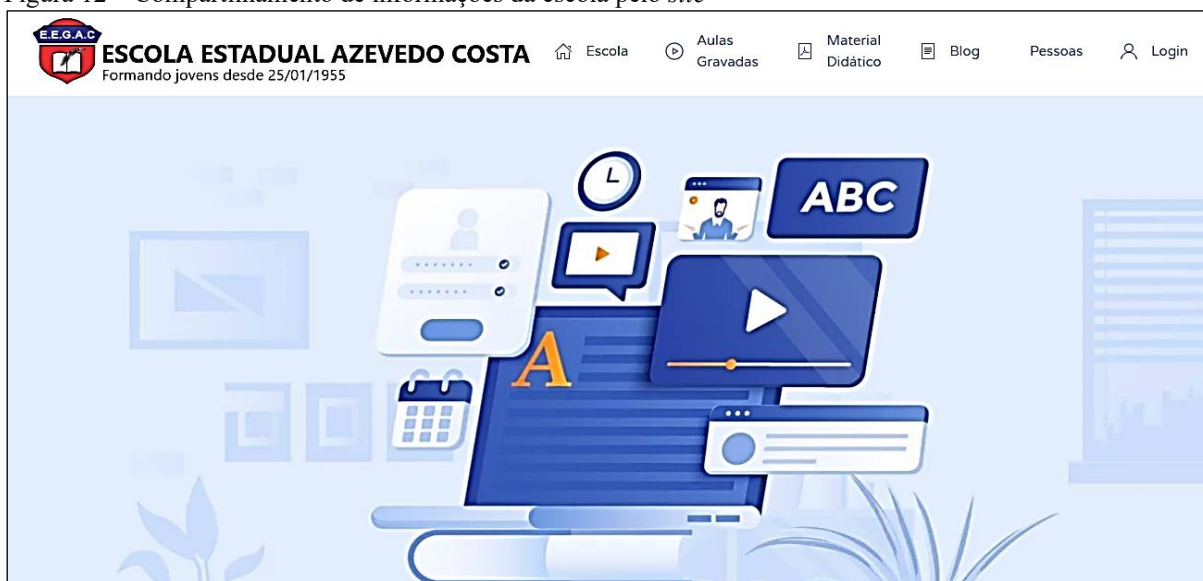 Figura 12 – Compartilhamento de informações da escola pelo site
E.E.G.A.C
ESCOLA ESTADUAL AZEVEDO COSTA
Formando jovens desde 25/01/1955
Escola
Aulas
Gravadas
Material
Didático
Blog
Pessoas
Login
ABC
A